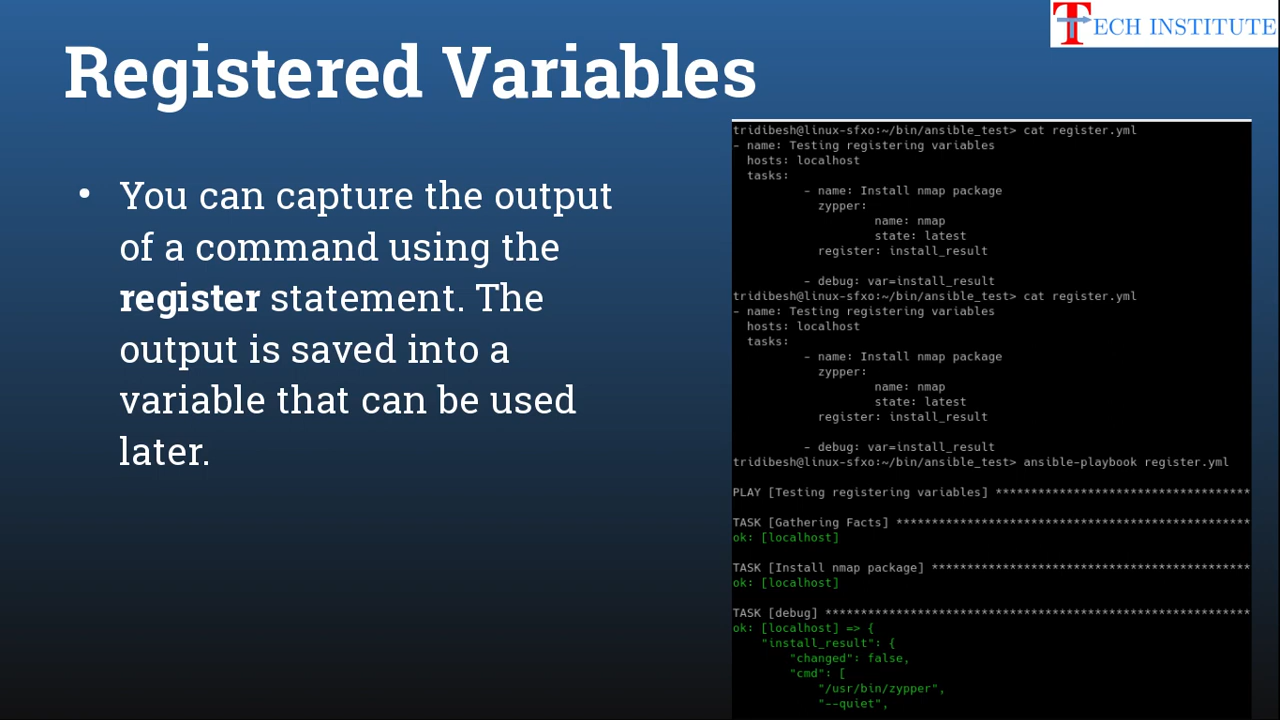 TECH INSTITUTE
Registered Variables
• You can capture the output
of a command using the
register statement. The
output is saved into a
variable that can be used
later.
tridibesh@linux-sfxo:~/bin/ansible_test> cat register.yml
- name: Testing registering variables
  hosts: localhost
  tasks:
          - name: Install nmap package
            zypper:
                    name: nmap
                    state: latest
            register: install_result

          - debug: var=install_result
tridibesh@linux-sfxo:~/bin/ansible_test> cat register.yml
- name: Testing registering variables
  hosts: localhost
  tasks:
          - name: Install nmap package
            zypper:
                    name: nmap
                    state: latest
            register: install_result

          - debug: var=install_result
tridibesh@linux-sfxo:~/bin/ansible_test> ansible-playbook register.yml

PLAY [Testing registering variables] ************************************

TASK [Gathering Facts] **************************************************
ok: [localhost]

TASK [Install nmap package] *********************************************
ok: [localhost]

TASK [debug] ************************************************************
ok: [localhost] => {
    "install_result": {
        "changed": false,
        "cmd": [
            "/usr/bin/zypper",
            "--quiet",